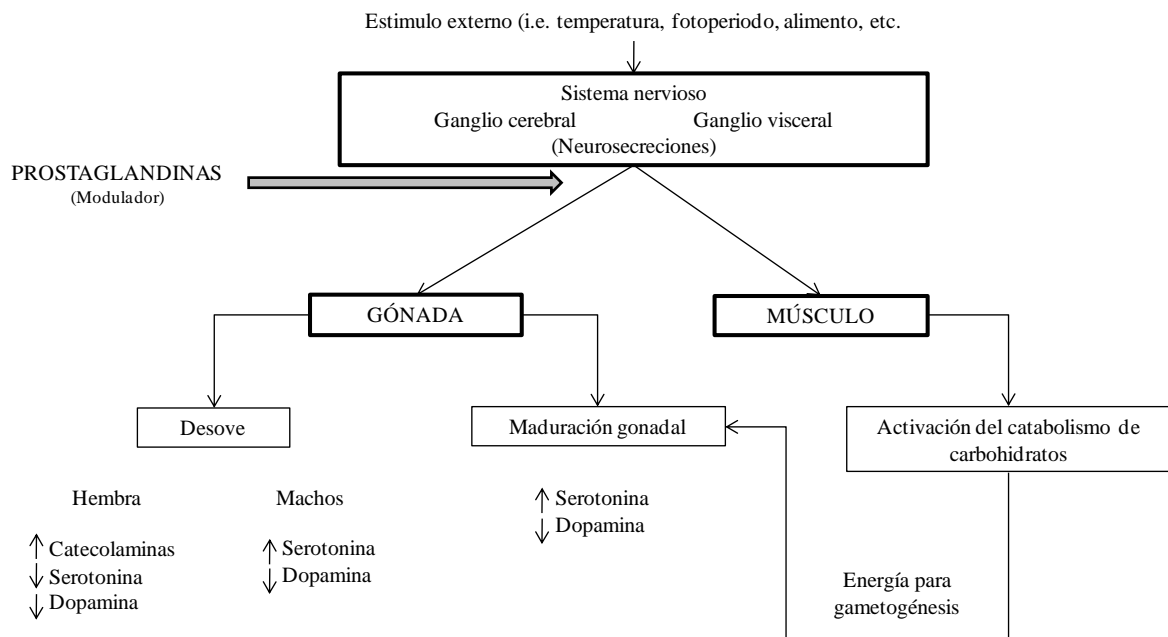 Estimulo externo (i.e. temperatura, fotoperiodo, alimento, etc.
Sistema nervioso
Ganglio cerebral Ganglio visceral
(Neurosecreciones)
PROSTAGLANDINAS
(Modulador)
GÓNADA
MÚSCULO
Desove
Maduración gonadal
Activación del catabolismo de
carbohidratos
Hembra
Catecolaminas
Serotonina
Dopamina
Machos
Serotonina
Dopamina
Serotonina
Dopamina
Energía para
gametogénesis